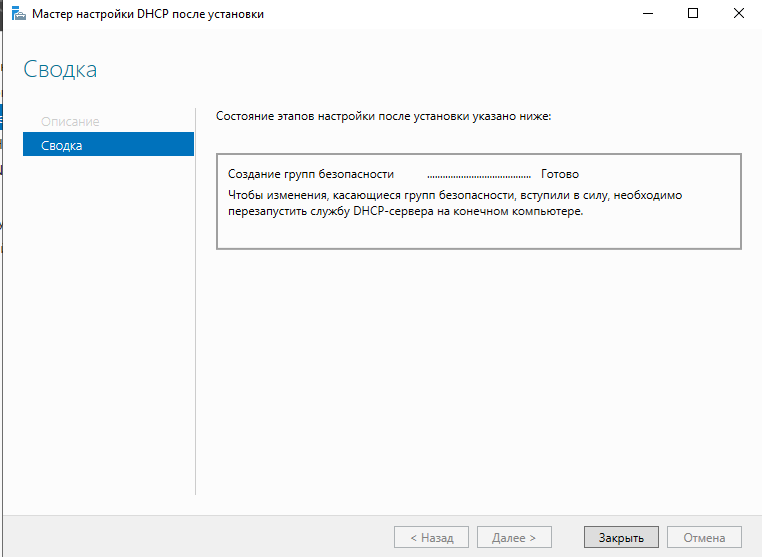 Мастер настройки DHCP после установки
Сводка
Описание
Сводка
Состояние этапов настройки после установки указано ниже:
Создание групп безопасности ........................................ Готово
Чтобы изменения, касающиеся групп безопасности, вступили в силу, необходимо
перезапустить службу DHCP-сервера на конечном компьютере.
< Назад
Далее >
Закрыть
Отмена